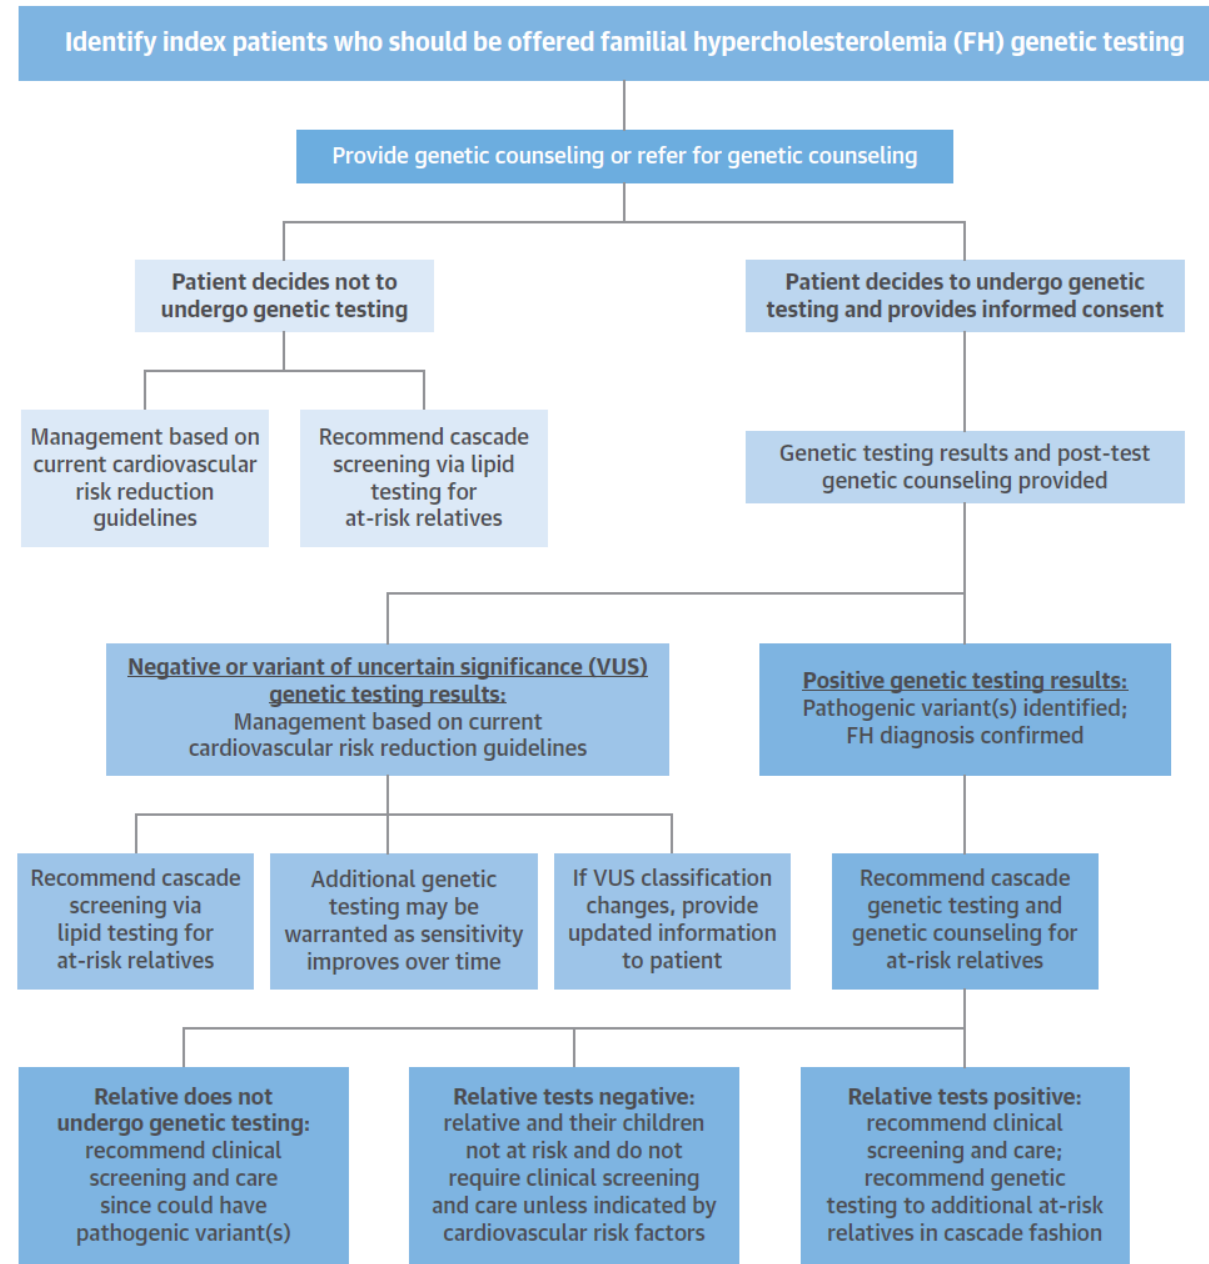 Identify index patients who should be offered familial hypercholesterolemia (FH) genetic testing
Provide genetic counseling or refer for genetic counseling
Patient decides not to
undergo genetic testing
Patient decides to undergo genetic
testing and provides informed consent
Management based on
current cardiovascular
risk reduction
guidelines
Recommend cascade
screening via lipid
testing for
at-risk relatives
Genetic testing results and post-test
genetic counseling provided
Negative or variant of uncertain significance (VUS)
genetic testing results:
Management based on current
cardiovascular risk reduction guidelines
Positive genetic testing results:
Pathogenic variant(s) identified;
FH diagnosis confirmed
Recommend cascade
screening via
lipid testing for
at-risk relatives
Additional genetic
testing may be
warranted as sensitivity
improves over time
If VUS classification
changes, provide
updated information
to patient
Recommend cascade
genetic testing and
genetic counseling for
at-risk relatives
Relative does not
undergo genetic testing:
recommend clinical
screening and care
since could have
pathogenic variant(s)
Relative tests negative:
relative and their children
not at risk and do not
require clinical screening
and care unless indicated by
cardiovascular risk factors
Relative tests positive:
recommend clinical
screening and care;
recommend genetic
testing to additional at-risk
relatives in cascade fashion